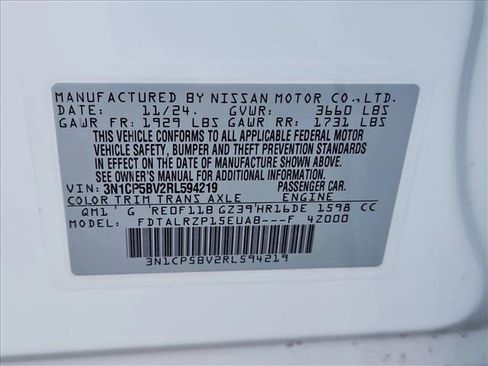 MANUFACTURED BY NISSAN MOTOR CO., LTD.
DATE: 11/24. GVWR: 3660 LBS
GAWR FR: 1929 LBS GAWR RR: 1731 LBS
THIS VEHICLE CONFORMS TO ALL APPLICABLE FEDERAL MOTOR
VEHICLE SAFETY, BUMPER, AND THEFT PREVENTION STANDARDS
IN EFFECT ON THE DATE OF MANUFACTURE SHOWN ABOVE.
SEE OWNER'S MANUAL FOR ADDITIONAL INFORMATION.
VIN: 3N1CP5BV2RL594219 PASSENGER CAR.
COLOR TRIM TRANS AXLE ENGINE
QM1 G RE0F11B GZ39 HR16DE 1598 CC
FDTALRZP15EUAB---F 4Z000
3N1CP5BV2RL594219